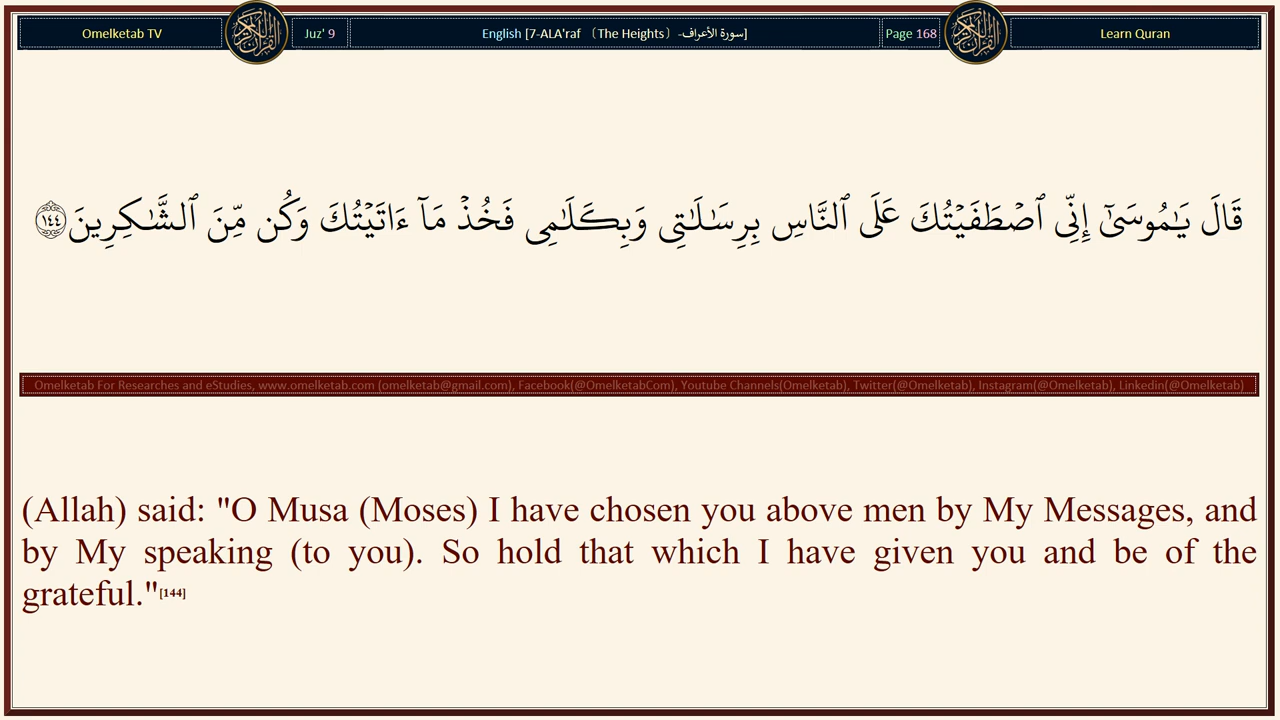 Omelketab TV
Juz' 9
English [7-ALA'raf （The Heights）-سورة الأعراف]
Page 168
Learn Quran
قَالَ يَـٰمُوسَىٰٓ إِنِّى ٱصْطَفَيْتُكَ عَلَى ٱلنَّاسِ بِرِسَـٰلَـٰتِى وَبِكَلَـٰمِى فَخُذْ مَآ ءَاتَيْتُكَ وَكُن مِّنَ ٱلشَّـٰكِرِينَ ١٤٤
Omelketab For Researches and eStudies, www.omelketab.com (omelketab@gmail.com), Facebook(@OmelketabCom), Youtube Channels(Omelketab), Twitter(@Omelketab), Instagram(@Omelketab), Linkedin(@Omelketab)
(Allah) said: "O Musa (Moses) I have chosen you above men by My Messages, and
by My speaking (to you). So hold that which I have given you and be of the
grateful."[144]